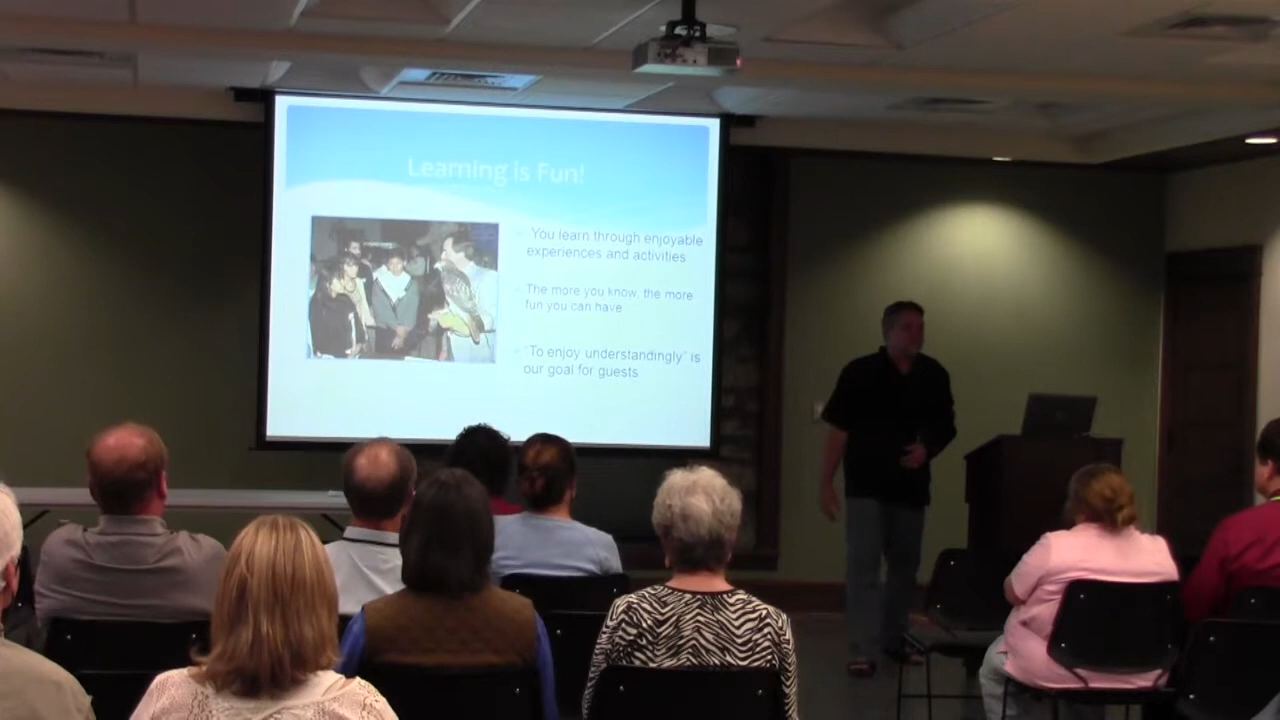 Learning is Fun!
You learn through enjoyable
experiences and activities
The more you know, the more
fun you can have
"To enjoy understandingly" is
our goal for guests